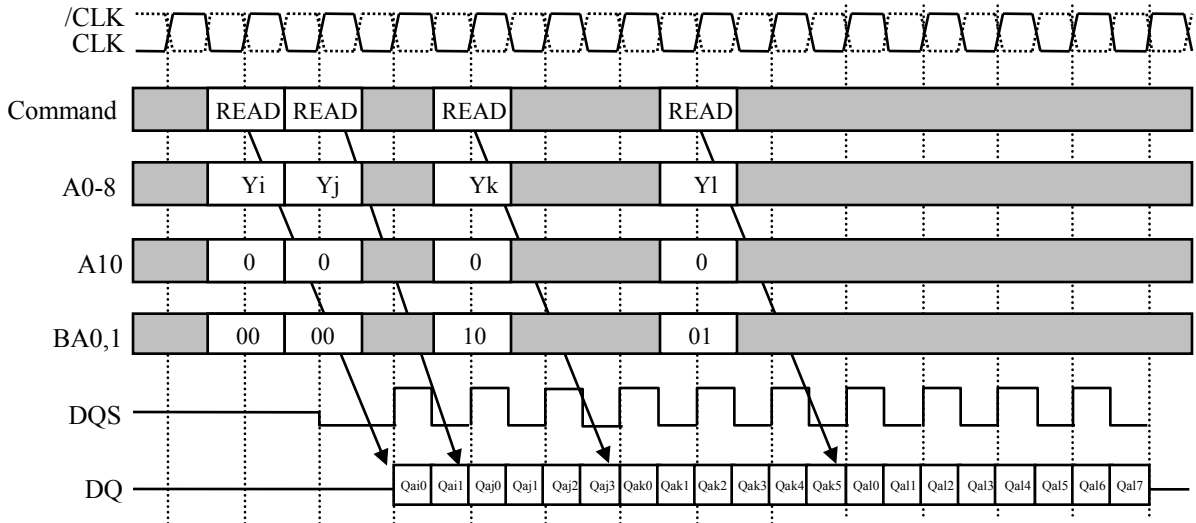 /CLK
CLK
Command READ READ READ READ
A0-8 Yi Yj Yk Yl
A10 0 0 0 0
BA0,1 00 00 10 01
DQS
DQ Qai0 Qai1 Qaj0 Qaj1 Qaj2 Qaj3 Qak0 Qak1 Qak2 Qak3 Qak4 Qak5 Qal0 Qal1 Qal2 Qal3 Qal4 Qal5 Qal6 Qal7